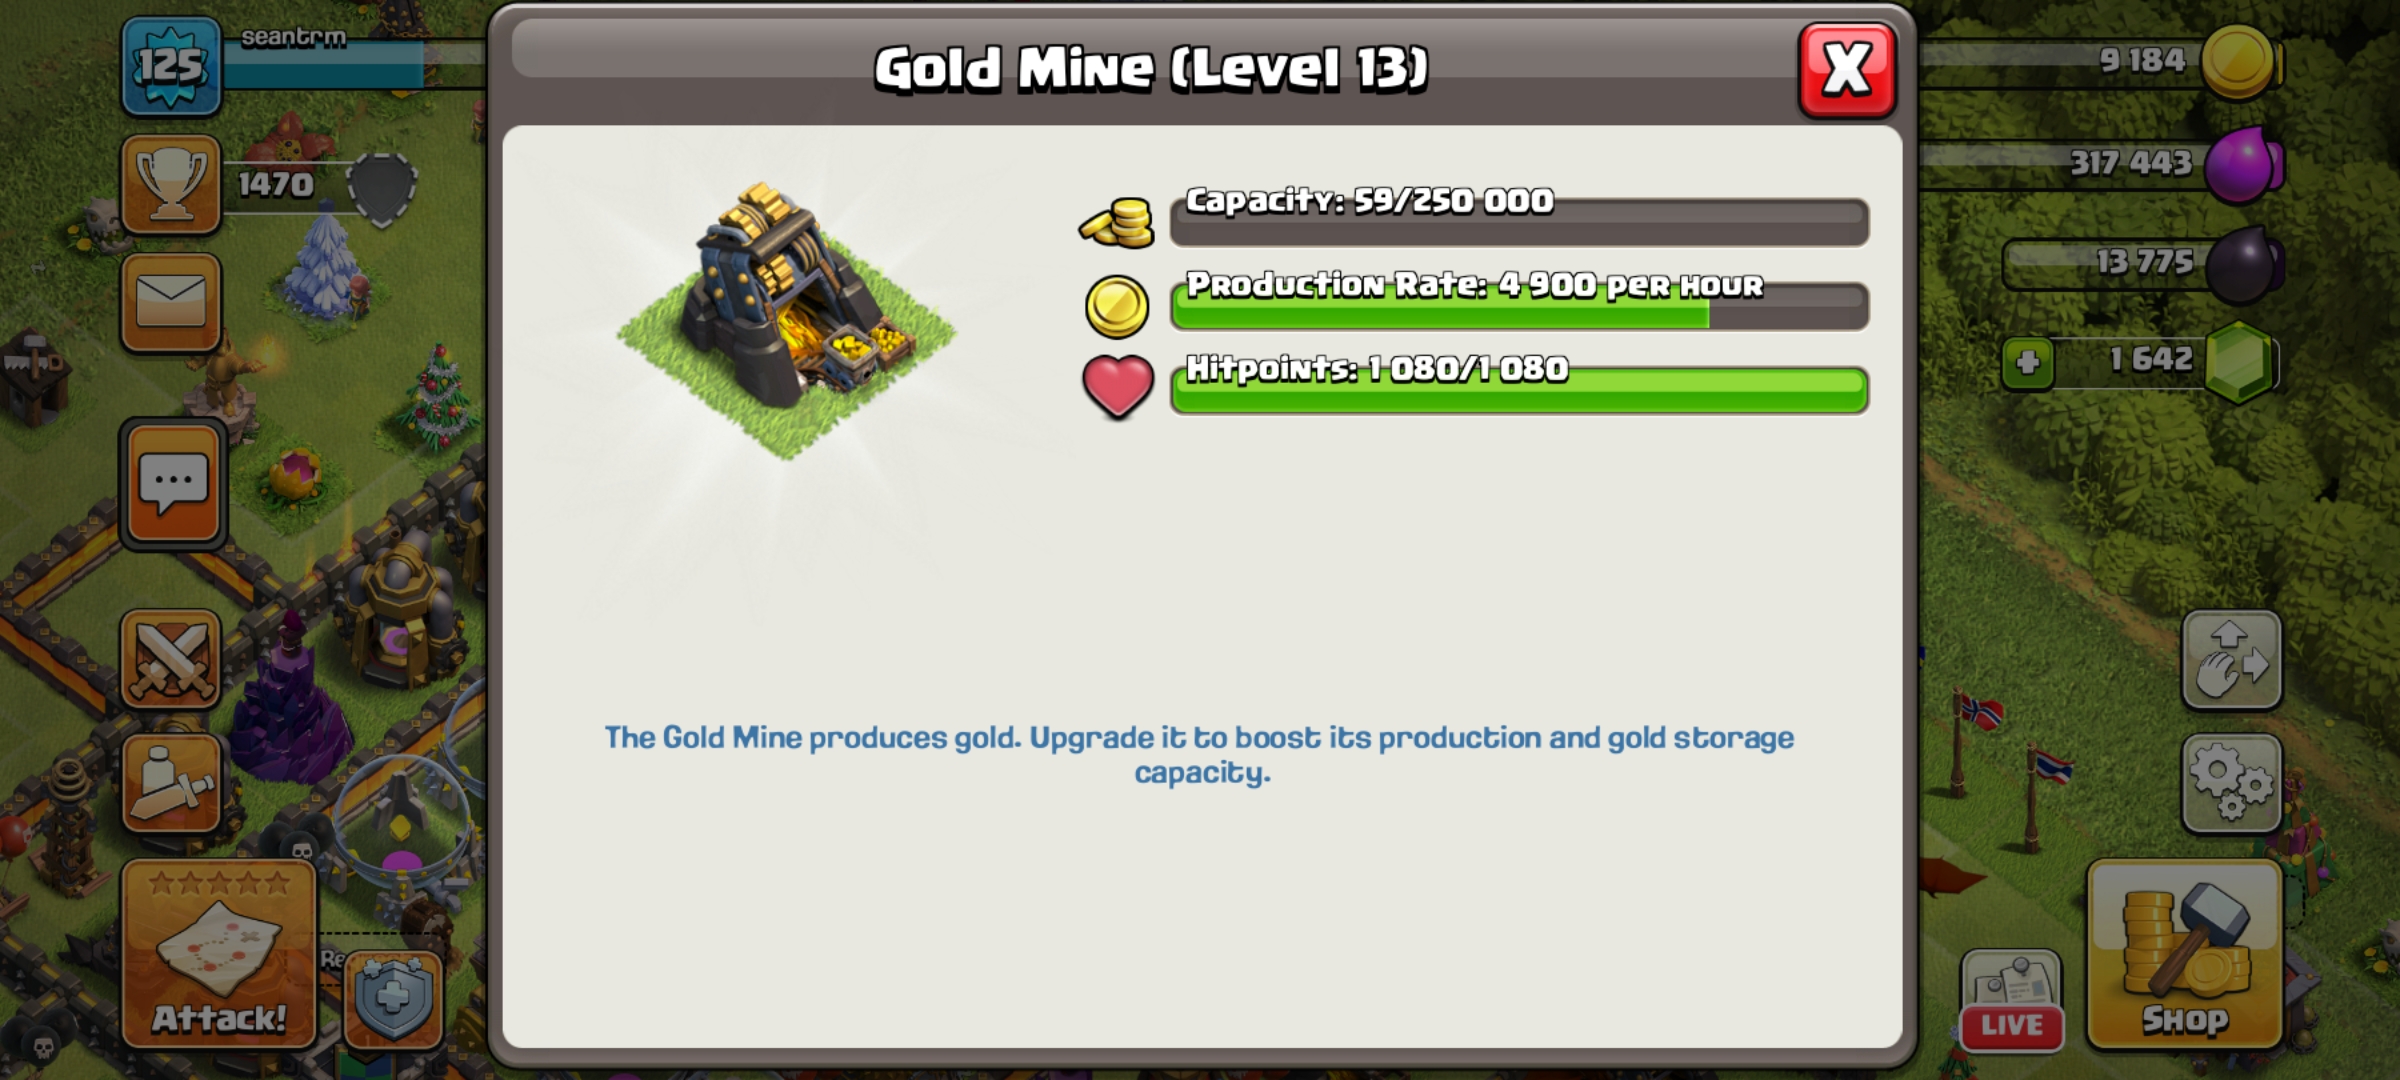 125
seantrm
Gold Mine (Level 13)
X
9 184
1470
Capacity: 59/250 000
317 443
Production Rate: 4 900 per hour
13 775
Hitpoints: 1 080/1 080
1 642
The Gold Mine produces gold. Upgrade it to boost its production and gold storage
capacity.
Attack!
LIVE
Shop